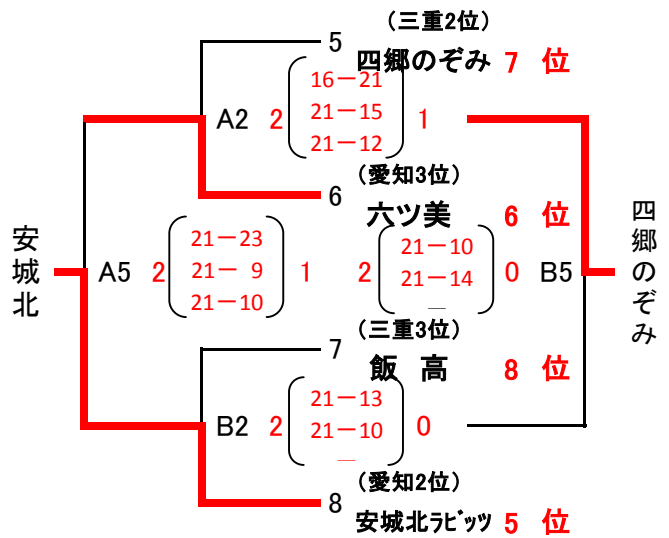 (三重2位)
5
四郷のぞみ 7 位
A2 2 16－21 1
21－15
21－12
(愛知3位)
6
六ツ美 6 位
安城北
A5 2 21－23 1
21－ 9
21－10
2 21－10 0 B5
21－14
－
四郷のぞみ
(三重3位)
7
飯 高 8 位
B2 2 21－13 0
21－10
－
(愛知2位)
8
安城北ﾗﾋﾞｯﾂ 5 位